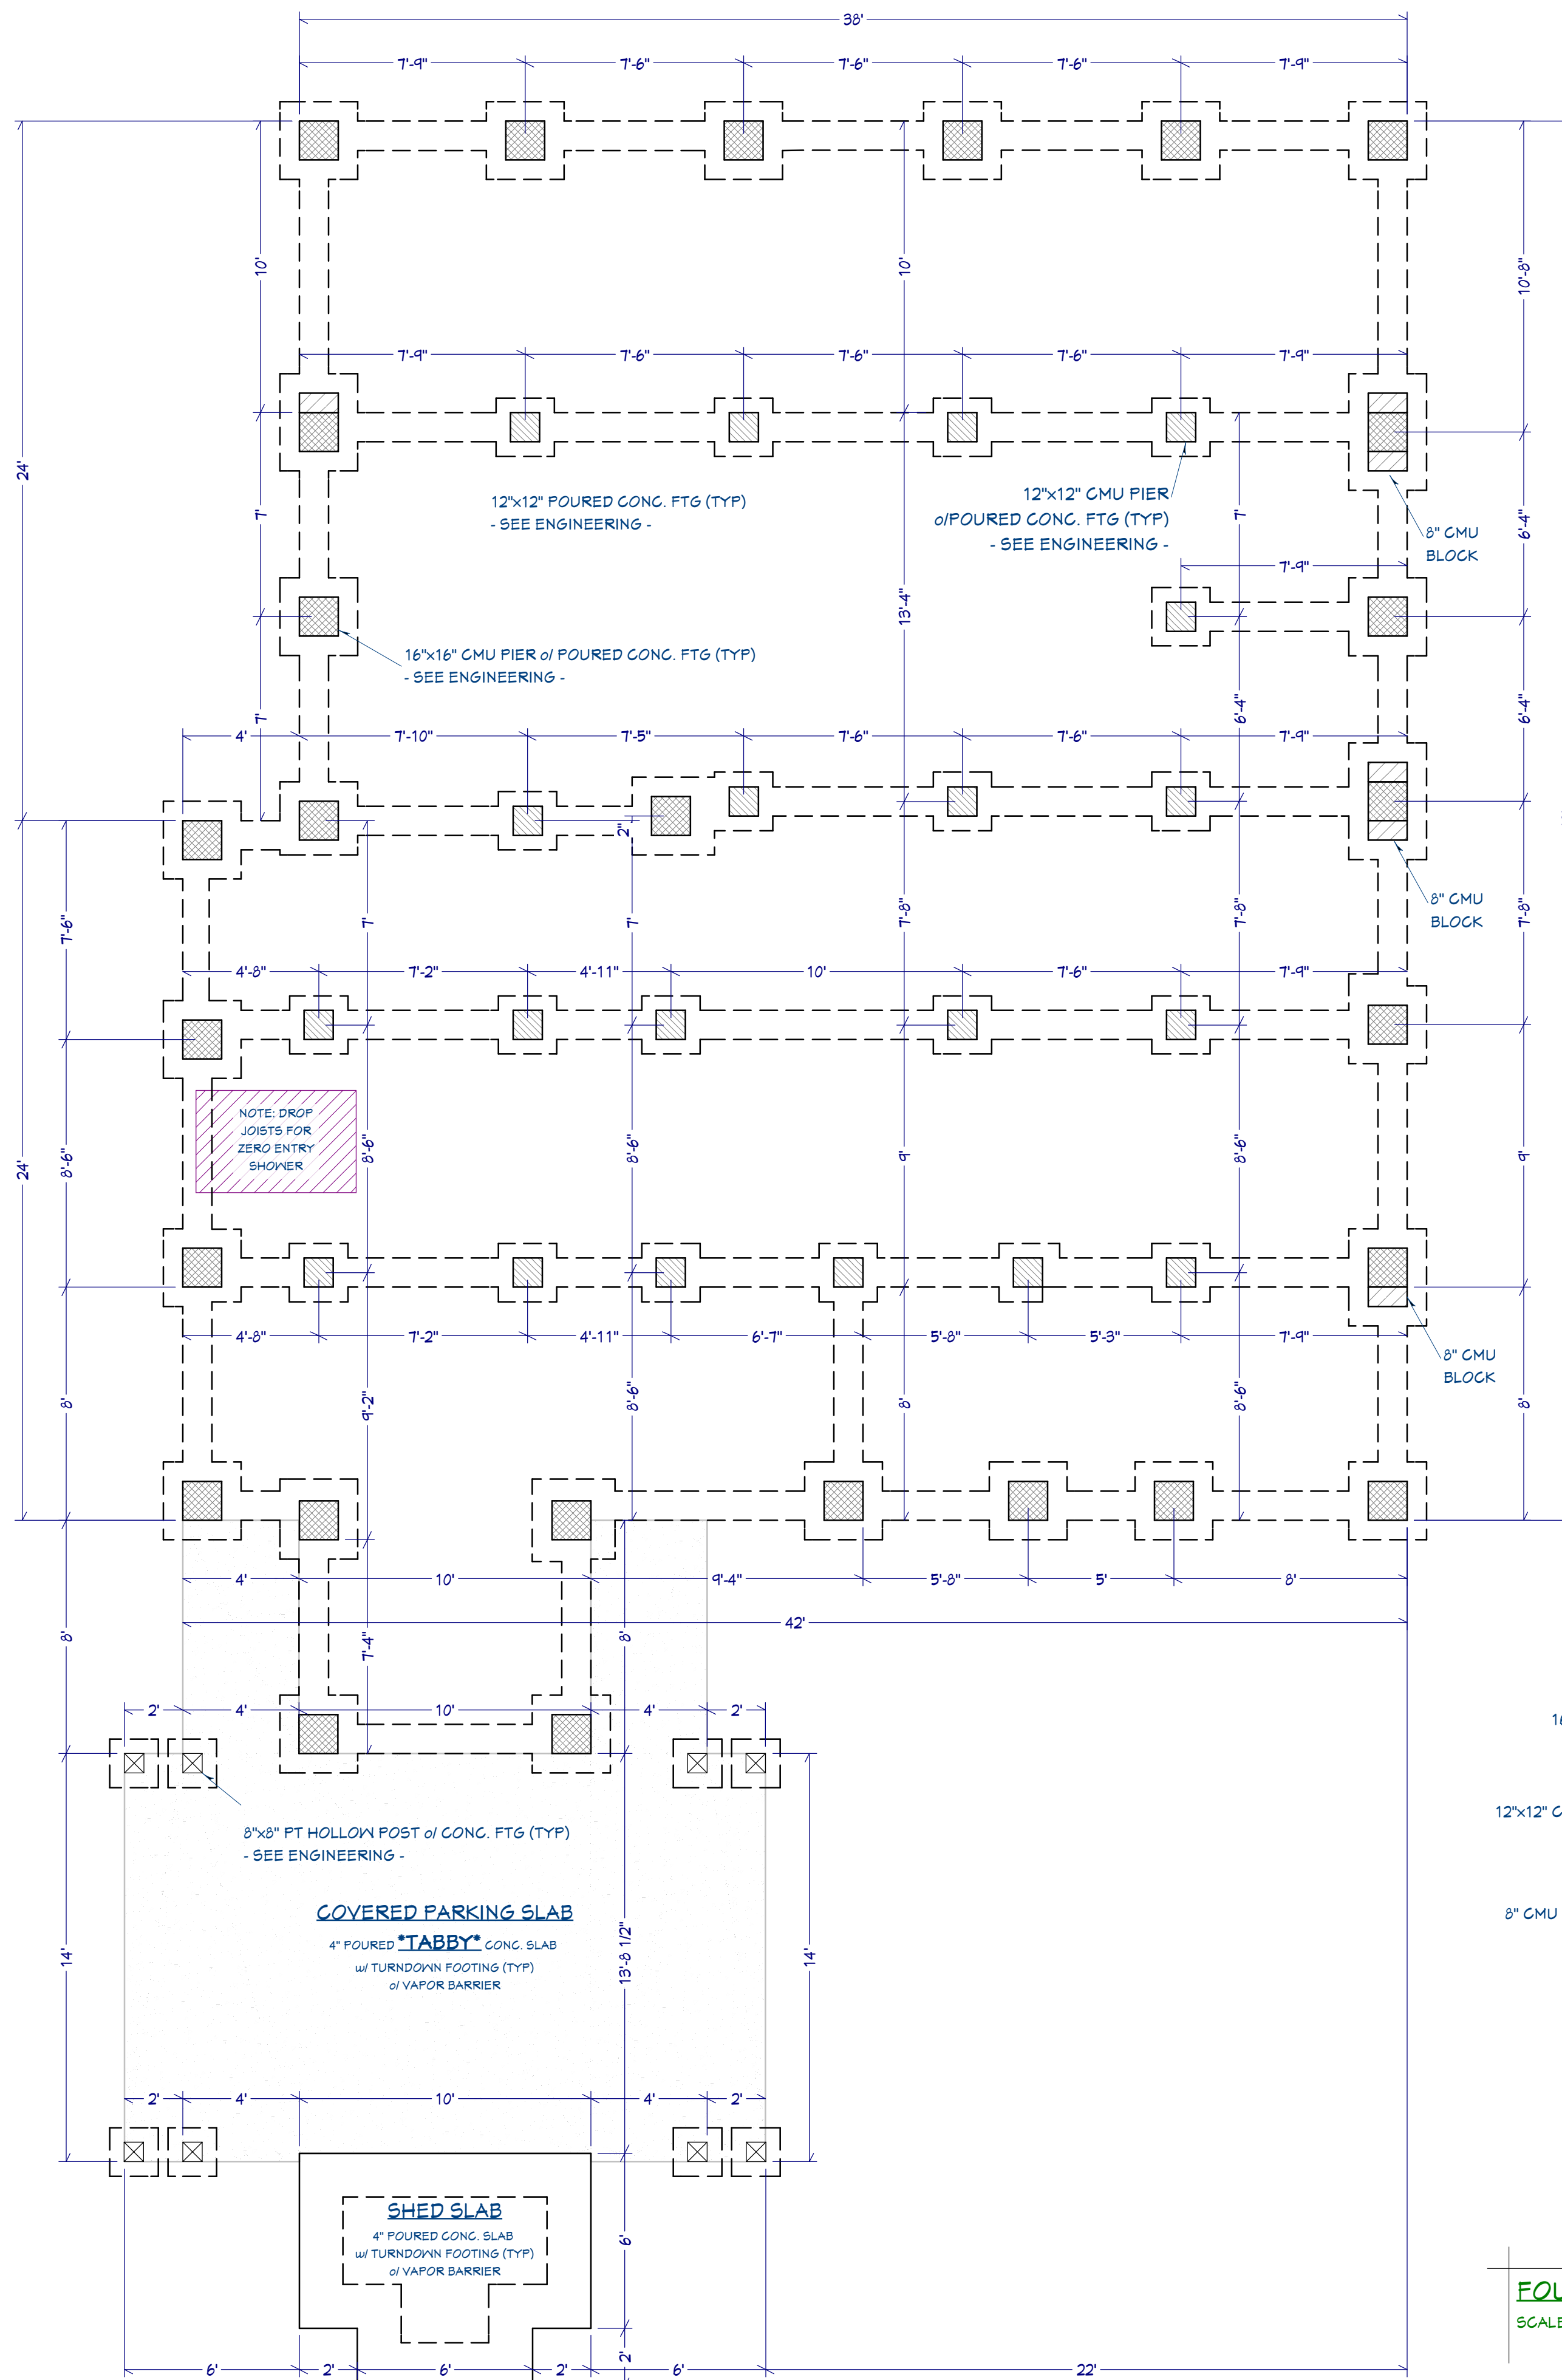 38'
7'-9" 7'-6" 7'-6" 7'-6" 7'-9"
24'
10'
10'
10'-8"
7'-9" 7'-6" 7'-6" 7'-6" 7'-9"
12"x12" POURED CONC. FTG (TYP)
- SEE ENGINEERING -
12"x12" CMU PIER
o/POURED CONC. FTG (TYP)
- SEE ENGINEERING -
7'
7'
6'-4"
8" CMU
BLOCK
7'-9"
13'-4"
16"x16" CMU PIER o/ POURED CONC. FTG (TYP)
- SEE ENGINEERING -
7'
6'-4"
6'-4"
4' 7'-10" 7'-5" 7'-6" 7'-6" 7'-9"
2"
8" CMU
BLOCK
7'-6"
7'
7'
7'-8"
7'-8"
7'-8"
4'-8" 7'-2" 4'-11" 10' 7'-6" 7'-9"
NOTE: DROP
JOISTS FOR
ZERO ENTRY
SHOWER
24'
8'-6"
8'-6"
8'-6"
9'
8'-6"
9'
4'-8" 7'-2" 4'-11" 6'-7" 5'-8" 5'-3" 7'-9"
8" CMU
BLOCK
8'
9'-2"
8'-6"
8'
8'-6"
8'
4' 10' 9'-4" 5'-8" 5' 8'
42'
8'
7'-4"
8'
2' 4' 10' 4' 2'
16
8"x8" PT HOLLOW POST o/ CONC. FTG (TYP)
- SEE ENGINEERING -
12"x12" C
COVERED PARKING SLAB
4" POURED *TABBY* CONC. SLAB
w/ TURNDOWN FOOTING (TYP)
o/ VAPOR BARRIER
8" CMU
14'
13'-8 1/2"
14'
2' 4' 10' 4' 2'
SHED SLAB
4" POURED CONC. SLAB
w/ TURNDOWN FOOTING (TYP)
o/ VAPOR BARRIER
6'
FOU
SCALE
2'
6' 2' 6' 2' 6' 22'